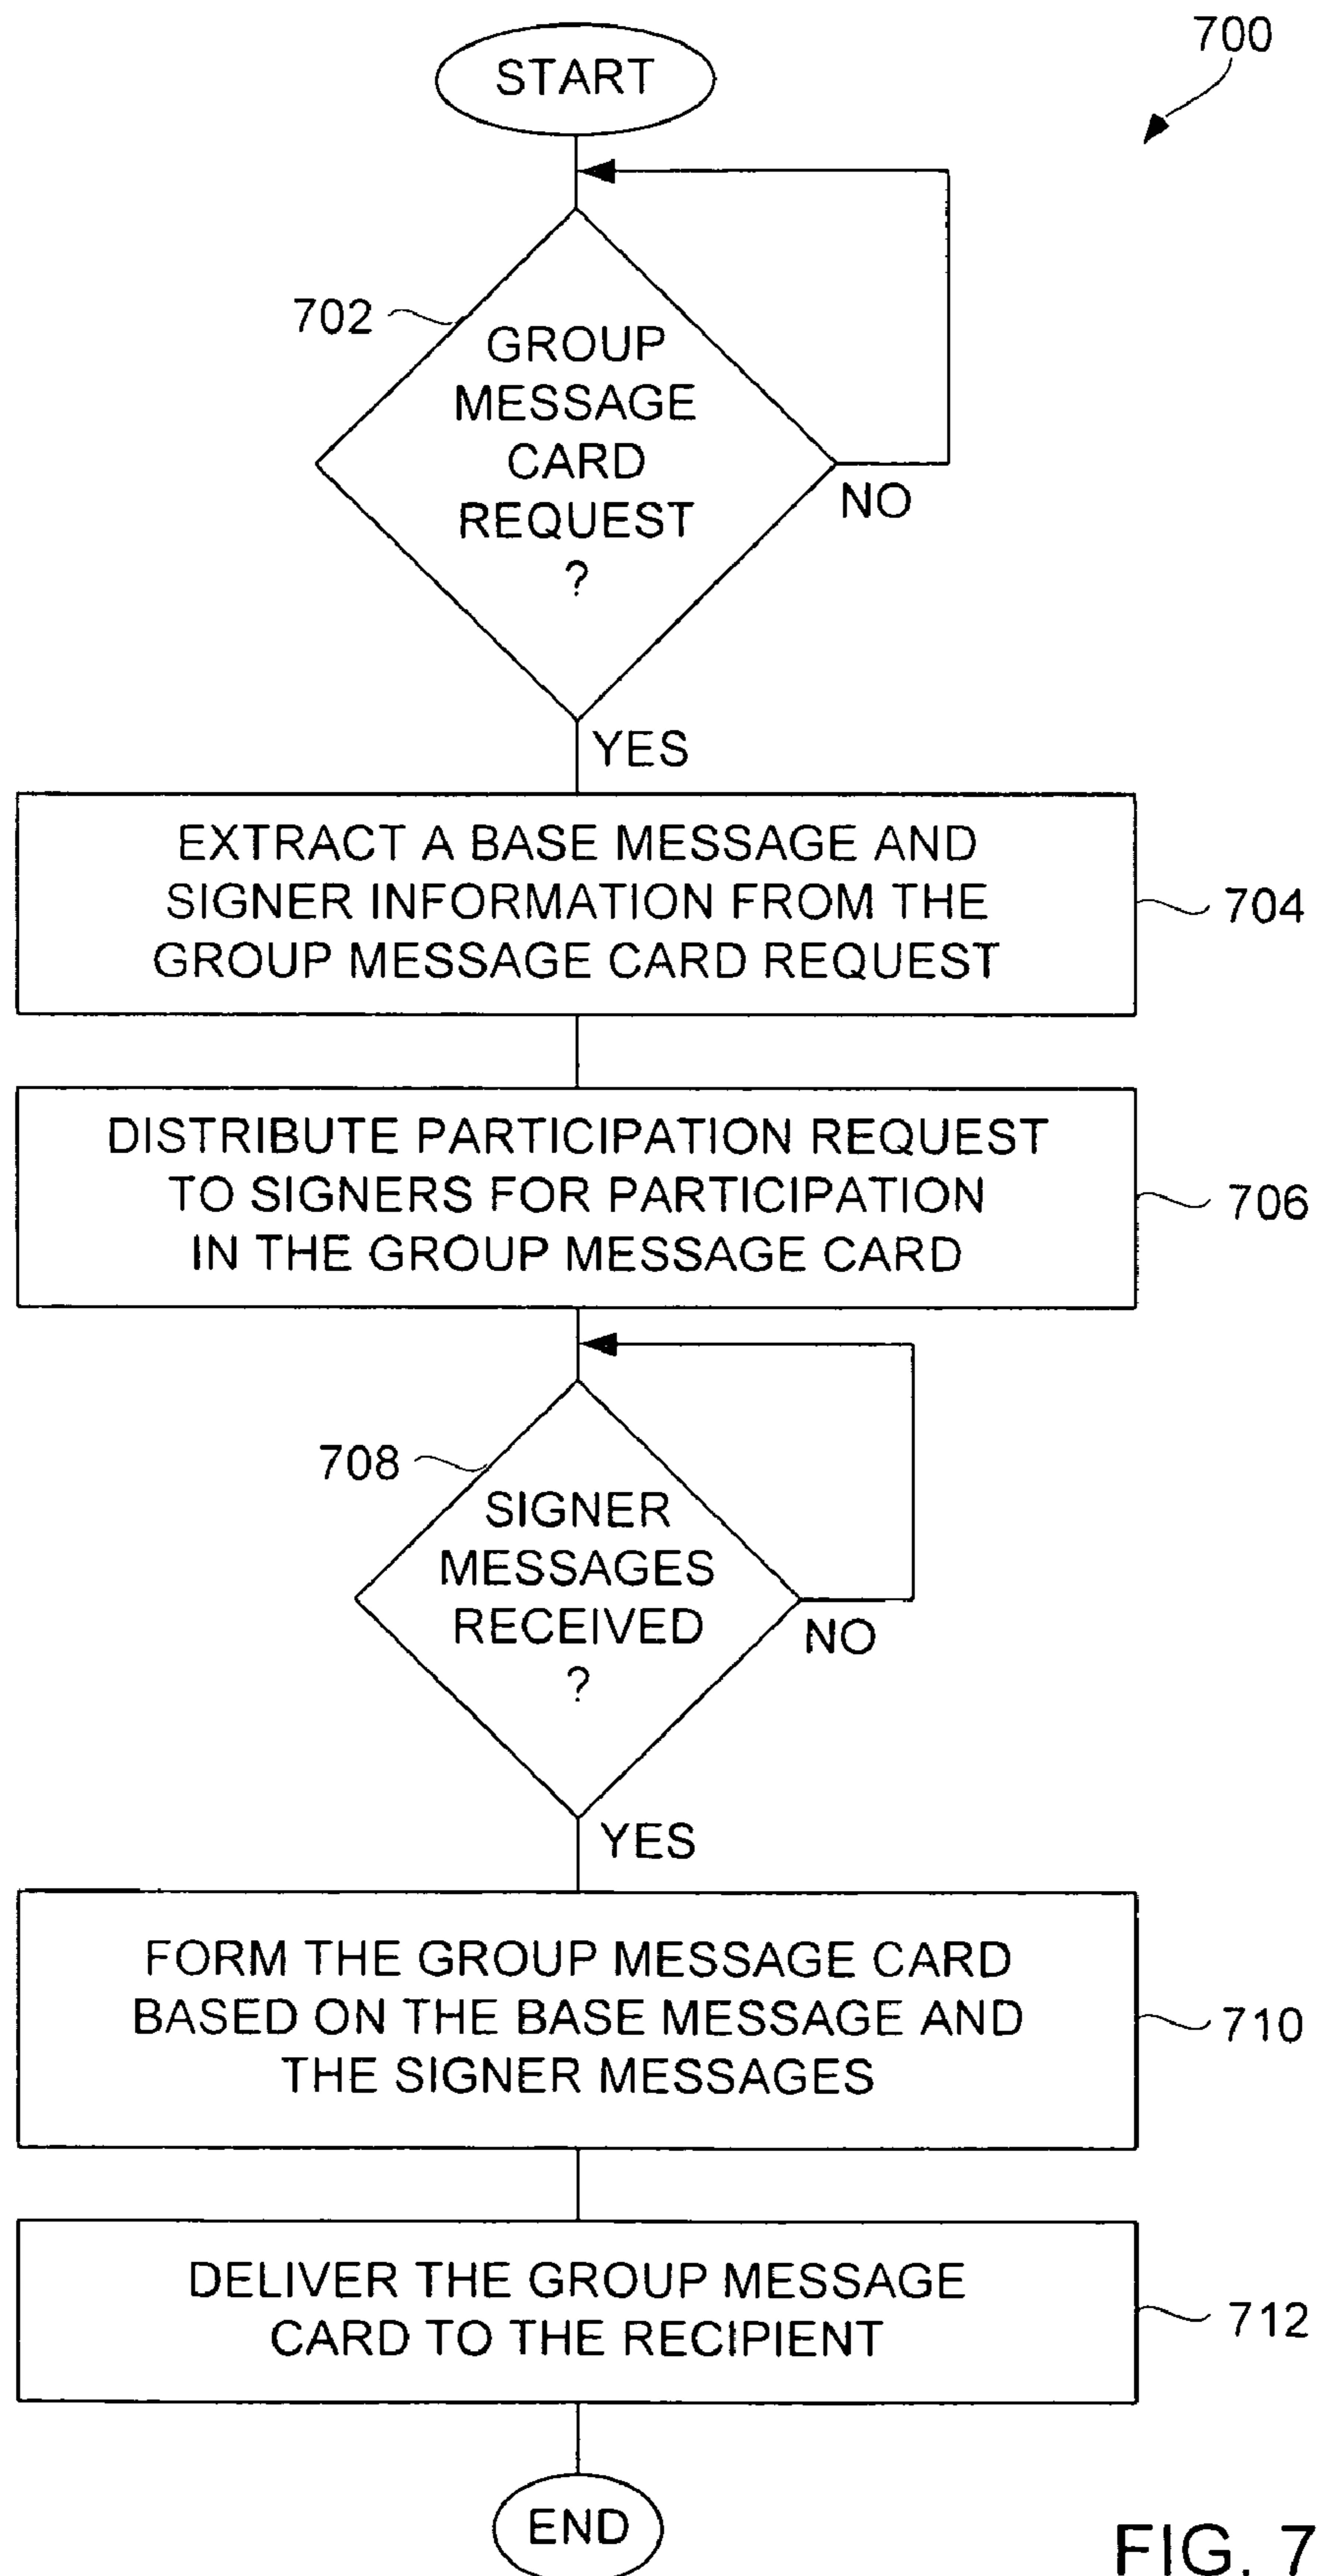 700
START
702
GROUP
MESSAGE
CARD
REQUEST
?
NO
YES
EXTRACT A BASE MESSAGE AND
SIGNER INFORMATION FROM THE
GROUP MESSAGE CARD REQUEST
704
DISTRIBUTE PARTICIPATION REQUEST
TO SIGNERS FOR PARTICIPATION
IN THE GROUP MESSAGE CARD
706
708
SIGNER
MESSAGES
RECEIVED
?
NO
YES
FORM THE GROUP MESSAGE CARD
BASED ON THE BASE MESSAGE AND
THE SIGNER MESSAGES
710
DELIVER THE GROUP MESSAGE
CARD TO THE RECIPIENT
712
END
FIG. 7